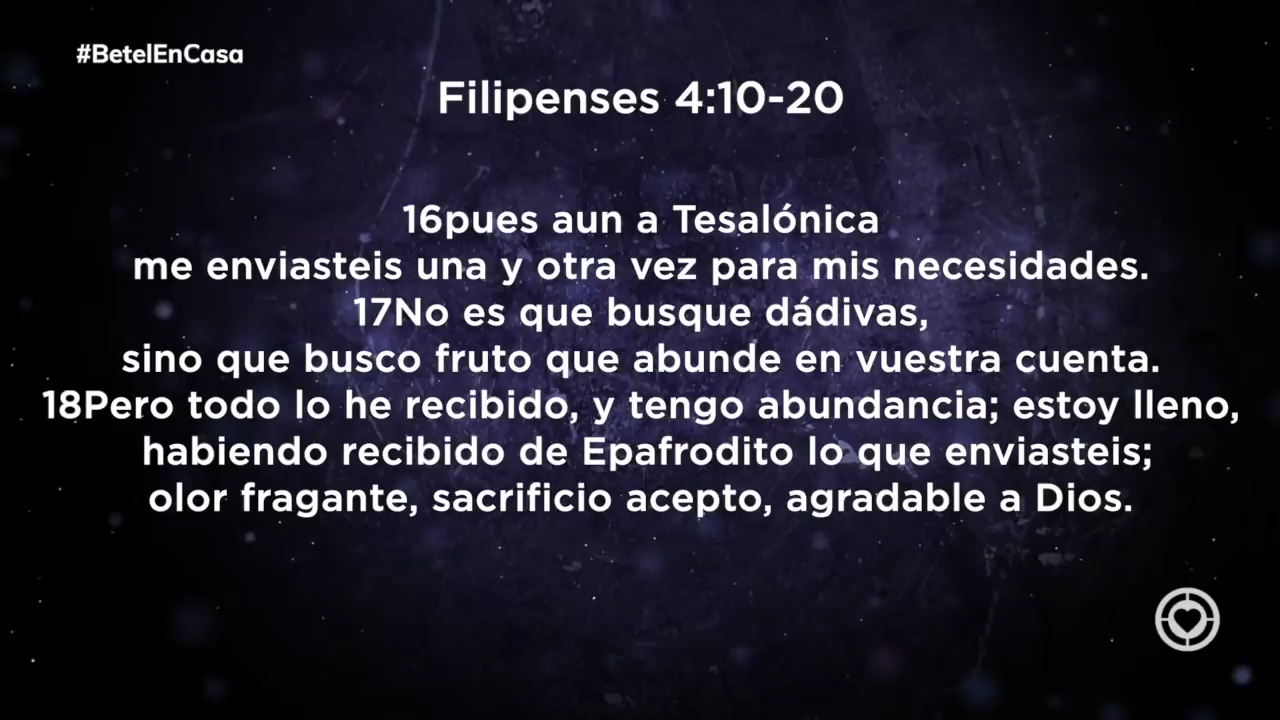 #BetelEnCasa
Filipenses 4:10-20
16pues aun a Tesalónica
me enviasteis una y otra vez para mis necesidades.
17No es que busque dádivas,
sino que busco fruto que abunde en vuestra cuenta.
18Pero todo lo he recibido, y tengo abundancia; estoy lleno,
habiendo recibido de Epafrodito lo que enviasteis;
olor fragante, sacrificio acepto, agradable a Dios.